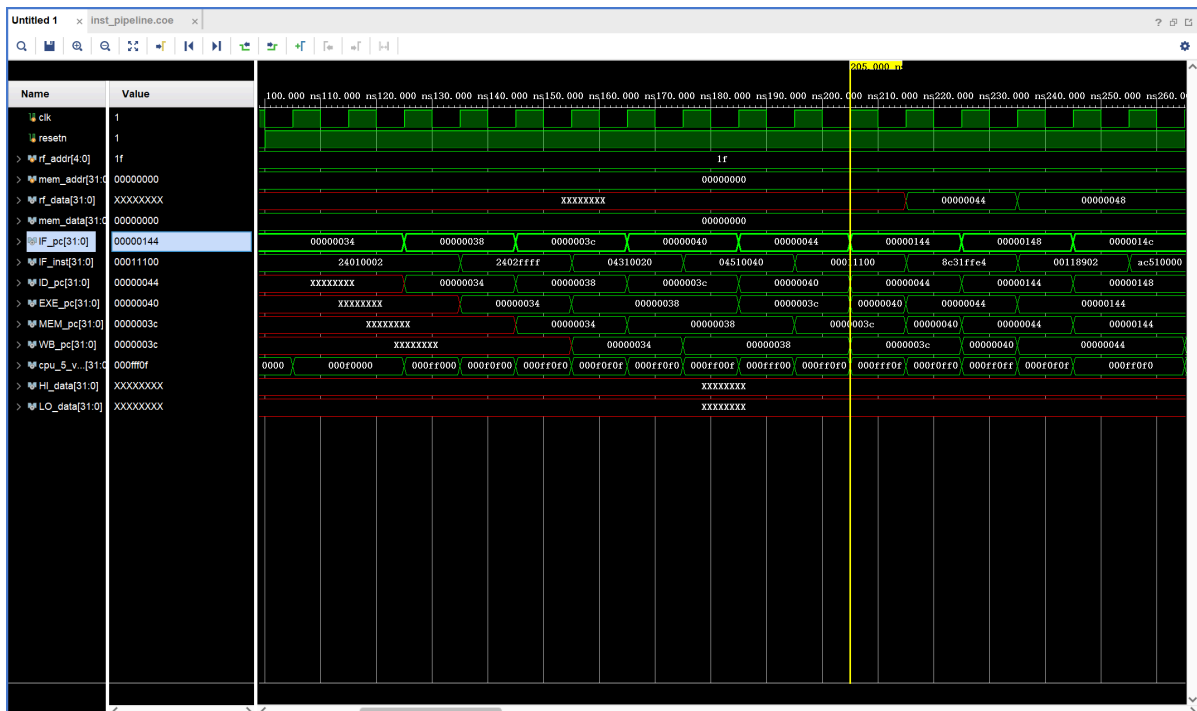 Untitled 1 × inst_pipeline.coe ×
?
205.000 ns
Name Value
100.000 ns 110.000 ns 120.000 ns 130.000 ns 140.000 ns 150.000 ns 160.000 ns 170.000 ns 180.000 ns 190.000 ns 200.000 ns 210.000 ns 220.000 ns 230.000 ns 240.000 ns 250.000 ns 260.0
clk 1
resetn 1
rf_addr[4:0] 1f 1f
mem_addr[31:0 00000000 00000000
rf_data[31:0] XXXXXXXX XXXXXXXX 00000044 00000048
mem_data[31:0 00000000 00000000
IF_pc[31:0] 00000144 00000034 00000038 0000003c 00000040 00000044 00000144 00000148 0000014c
IF_inst[31:0] 00011100 24010002 2402ffff 04310020 04510040 00011100 8c31ffe4 00118902 ac510000
ID_pc[31:0] 00000044 XXXXXXXX 00000034 00000038 0000003c 00000040 00000044 00000144 00000148
EXE_pc[31:0] 00000040 XXXXXXXX 00000034 00000038 0000003c 00000040 00000044 00000144
MEM_pc[31:0] 0000003c XXXXXXXX 00000034 00000038 0000003c 00000040 00000044 00000144
WB_pc[31:0] 0000003c XXXXXXXX 00000034 00000038 0000003c 00000040 00000044
cpu_5_v...[31:0 000fff0f 0000 000f0000 000ff000 000f0f00 000ff0f0 000f0f0f 000ff0f0 000ff00f 000ff000 000ff0f0 000fff0f 000f0ff0 000ff0ff 000f0f0f 000ff0f0
HI_data[31:0] XXXXXXXX XXXXXXXX
LO_data[31:0] XXXXXXXX XXXXXXXX